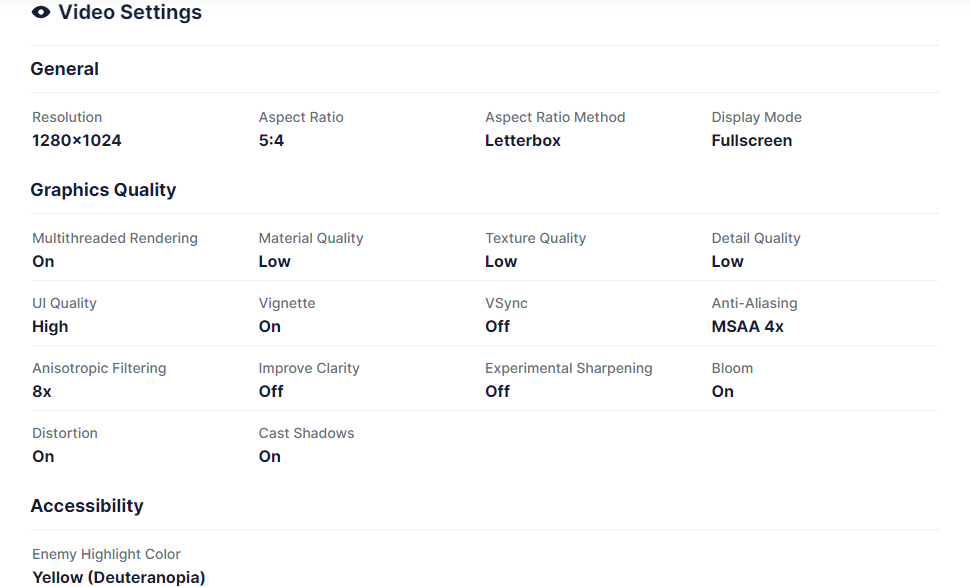 Video Settings
General
Resolution Aspect Ratio Aspect Ratio Method Display Mode
1280×1024 5:4 Letterbox Fullscreen
Graphics Quality
Multithreaded Rendering Material Quality Texture Quality Detail Quality
On Low Low Low
UI Quality Vignette VSync Anti-Aliasing
High On Off MSAA 4x
Anisotropic Filtering Improve Clarity Experimental Sharpening Bloom
8x Off Off On
Distortion Cast Shadows
On On
Accessibility
Enemy Highlight Color
Yellow (Deuteranopia)